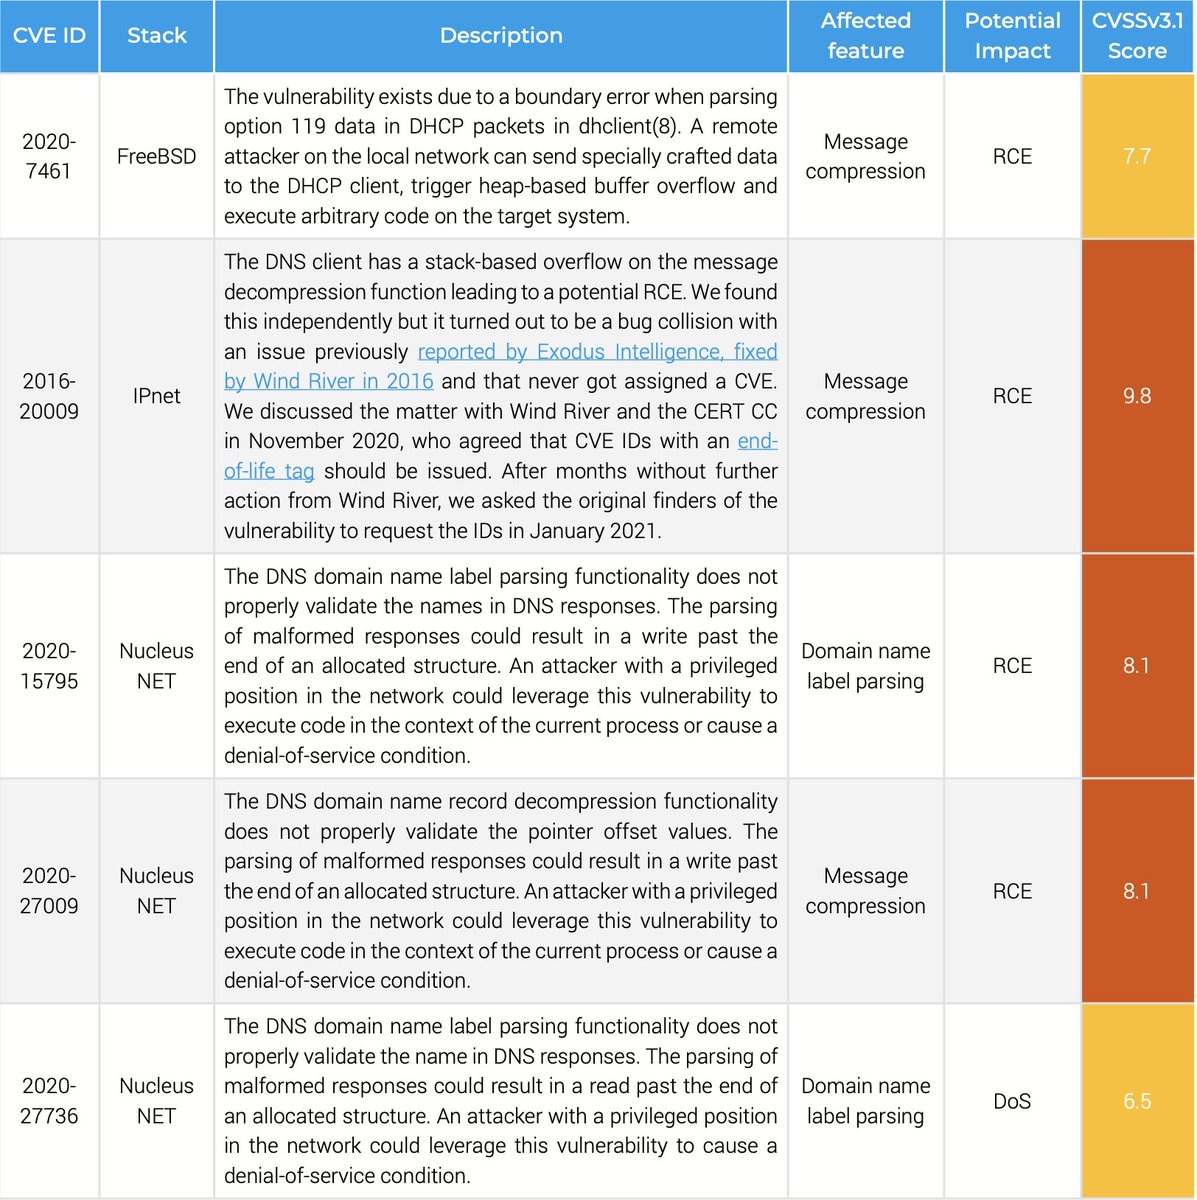 CVE ID
Stack
Description
Affected
feature
Potential
Impact
CVSSv3.1
Score
2020-
7461
FreeBSD
The vulnerability exists due to a boundary error when parsing
option 119 data in DHCP packets in dhclient(8). A remote
attacker on the local network can send specially crafted data
to the DHCP client, trigger heap-based buffer overflow and
execute arbitrary code on the target system.
Message
compression
RCE
7.7
2016-
20009
IPnet
The DNS client has a stack-based overflow on the message
decompression function leading to a potential RCE. We found
this independently but it turned out to be a bug collision with
an issue previously reported by Exodus Intelligence, fixed
by Wind River in 2016 and that never got assigned a CVE.
We discussed the matter with Wind River and the CERT CC
in November 2020, who agreed that CVE IDs with an end-
of-life tag should be issued. After months without further
action from Wind River, we asked the original finders of the
vulnerability to request the IDs in January 2021.
Message
compression
RCE
9.8
2020-
15795
Nucleus
NET
The DNS domain name label parsing functionality does not
properly validate the names in DNS responses. The parsing
of malformed responses could result in a write past the
end of an allocated structure. An attacker with a privileged
position in the network could leverage this vulnerability to
execute code in the context of the current process or cause a
denial-of-service condition.
Domain name
label parsing
RCE
8.1
2020-
27009
Nucleus
NET
The DNS domain name record decompression functionality
does not properly validate the pointer offset values. The
parsing of malformed responses could result in a write past
the end of an allocated structure. An attacker with a privileged
position in the network could leverage this vulnerability to
execute code in the context of the current process or cause a
denial-of-service condition.
Message
compression
RCE
8.1
2020-
27736
Nucleus
NET
The DNS domain name label parsing functionality does not
properly validate the name in DNS responses. The parsing of
malformed responses could result in a read past the end of
an allocated structure. An attacker with a privileged position
in the network could leverage this vulnerability to cause a
denial-of-service condition.
Domain name
label parsing
DoS
6.5